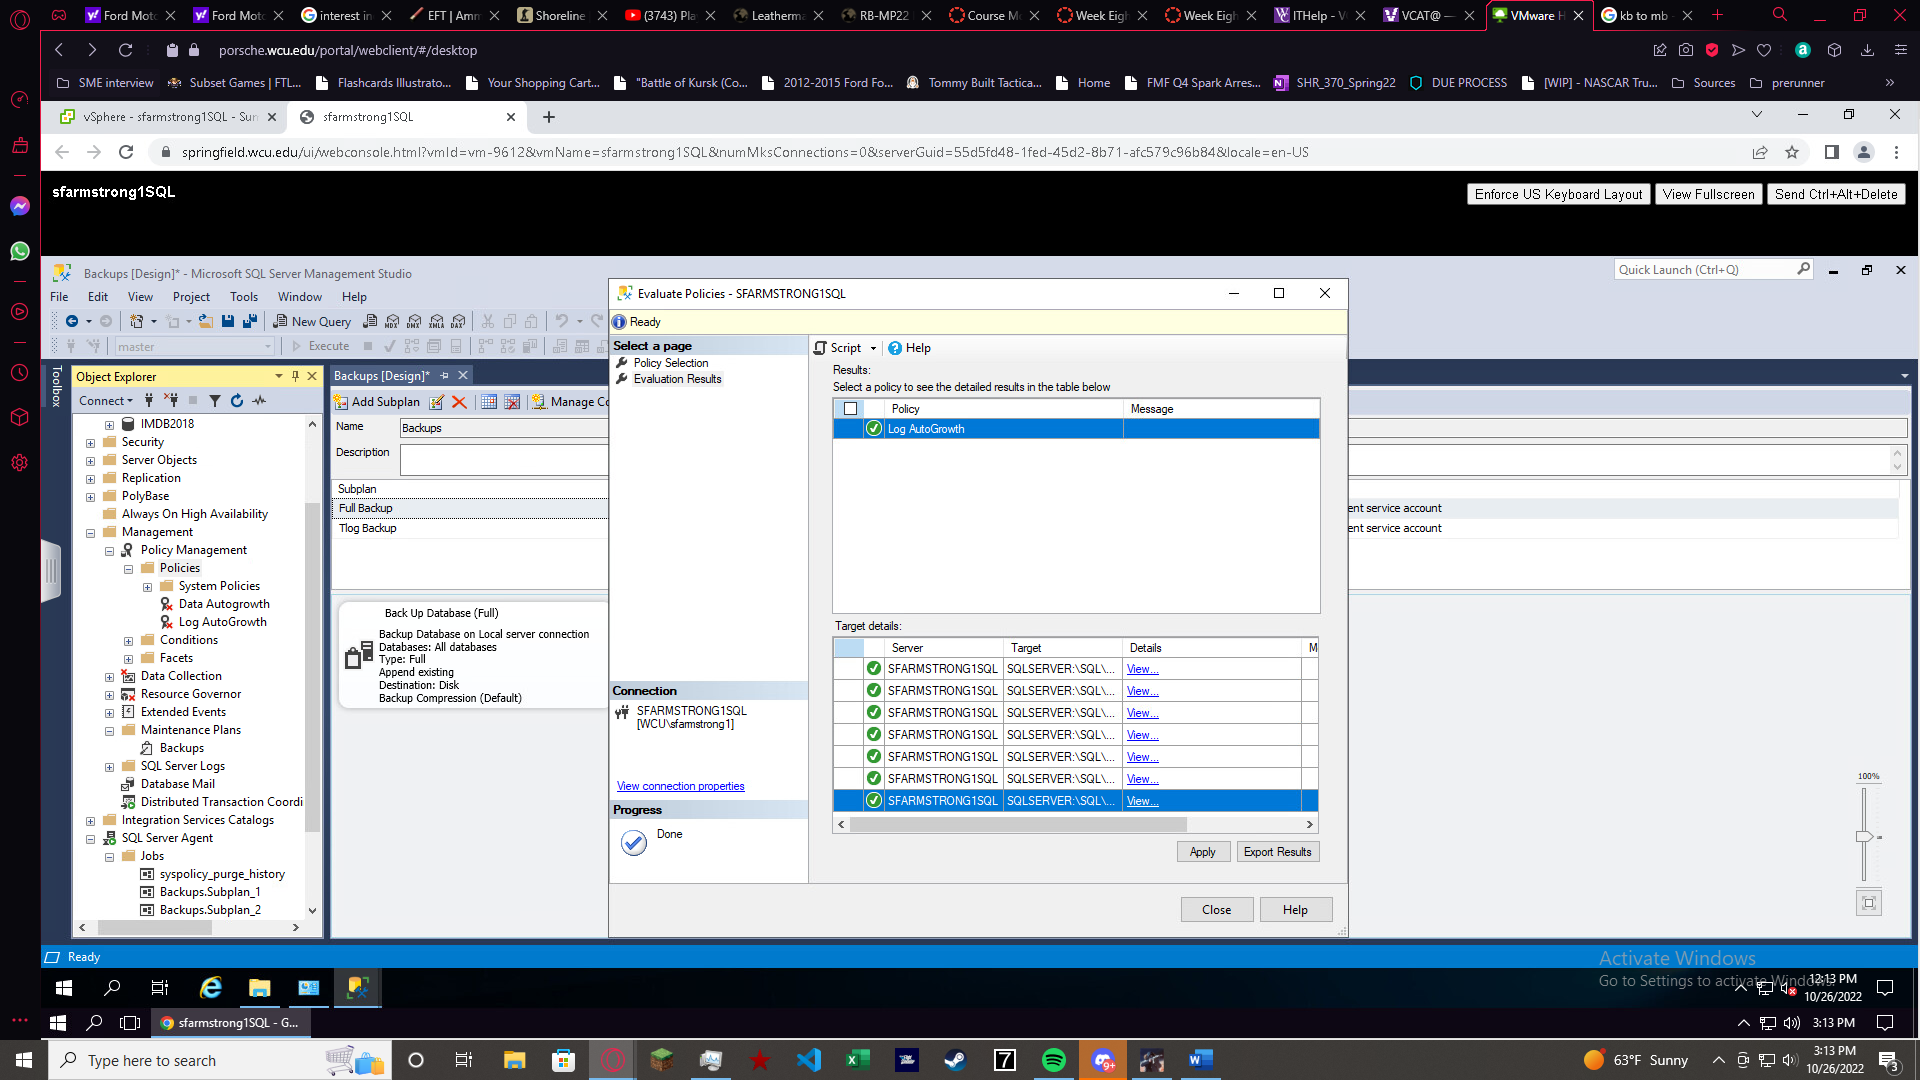 Ford Moto
Ford Moto
interest in
EFT | Amm
Shoreline
(3743) Pla
Leatherma
RB-MP22
Course Mo
Week Eigh
Week Eigh
ITHelp - V
VCAT@ —
VMware H
kb to mb -
porsche.wcu.edu/portal/webclient/#/desktop
SME interview
Subset Games | FTL...
Flashcards Illustrato...
Your Shopping Cart...
"Battle of Kursk (Co...
2012-2015 Ford Fo...
Tommy Built Tactica...
Home
FMF Q4 Spark Arres...
SHR_370_Spring22
DUE PROCESS
[WIP] - NASCAR Tru...
Sources
prerunner
vSphere - sfarmstrong1SQL - Sum
sfarmstrong1SQL
springfield.wcu.edu/ui/webconsole.html?vmId=vm-9612&vmName=sfarmstrong1SQL&numMksConnections=0&serverGuid=55d5fd48-1fed-45d2-8b71-afc579c96b84&locale=en-US
sfarmstrong1SQL
Enforce US Keyboard Layout
View Fullscreen
Send Ctrl+Alt+Delete
Backups [Design]* - Microsoft SQL Server Management Studio
Quick Launch (Ctrl+Q)
File Edit View Project Tools Window Help
New Query
MDX DMX XMLA DAX
master
Execute
Toolbox
Object Explorer
Connect
IMDB2018
Security
Server Objects
Replication
PolyBase
Always On High Availability
Management
Policy Management
Policies
System Policies
Data Autogrowth
Log AutoGrowth
Conditions
Facets
Data Collection
Resource Governor
Extended Events
Maintenance Plans
Backups
SQL Server Logs
Database Mail
Distributed Transaction Coordi
Integration Services Catalogs
SQL Server Agent
Jobs
syspolicy_purge_history
Backups.Subplan_1
Backups.Subplan_2
Backups [Design]*
Add Subplan
Manage Co
Name
Backups
Description
Subplan
Full Backup
Tlog Backup
ent service account
ent service account
Back Up Database (Full)
Backup Database on Local server connection
Databases: All databases
Type: Full
Append existing
Destination: Disk
Backup Compression (Default)
Evaluate Policies - SFARMSTRONG1SQL
Ready
Select a page
Policy Selection
Evaluation Results
Script
Help
Results:
Select a policy to see the detailed results in the table below
Policy Message
Log AutoGrowth
Target details:
Server Target Details M
SFARMSTRONG1SQL SQLSERVER:\SQL\... View...
SFARMSTRONG1SQL SQLSERVER:\SQL\... View...
SFARMSTRONG1SQL SQLSERVER:\SQL\... View...
SFARMSTRONG1SQL SQLSERVER:\SQL\... View...
SFARMSTRONG1SQL SQLSERVER:\SQL\... View...
SFARMSTRONG1SQL SQLSERVER:\SQL\... View...
SFARMSTRONG1SQL SQLSERVER:\SQL\... View...
Connection
SFARMSTRONG1SQL
[WCU\sfarmstrong1]
View connection properties
Progress
Done
Apply
Export Results
Close
Help
100%
Ready
Activate Windows
Go to Settings to activate Windows.
12:13 PM
10/26/2022
sfarmstrong1SQL - G...
3:13 PM
Type here to search
7
9+
63°F Sunny
3:13 PM
10/26/2022
3